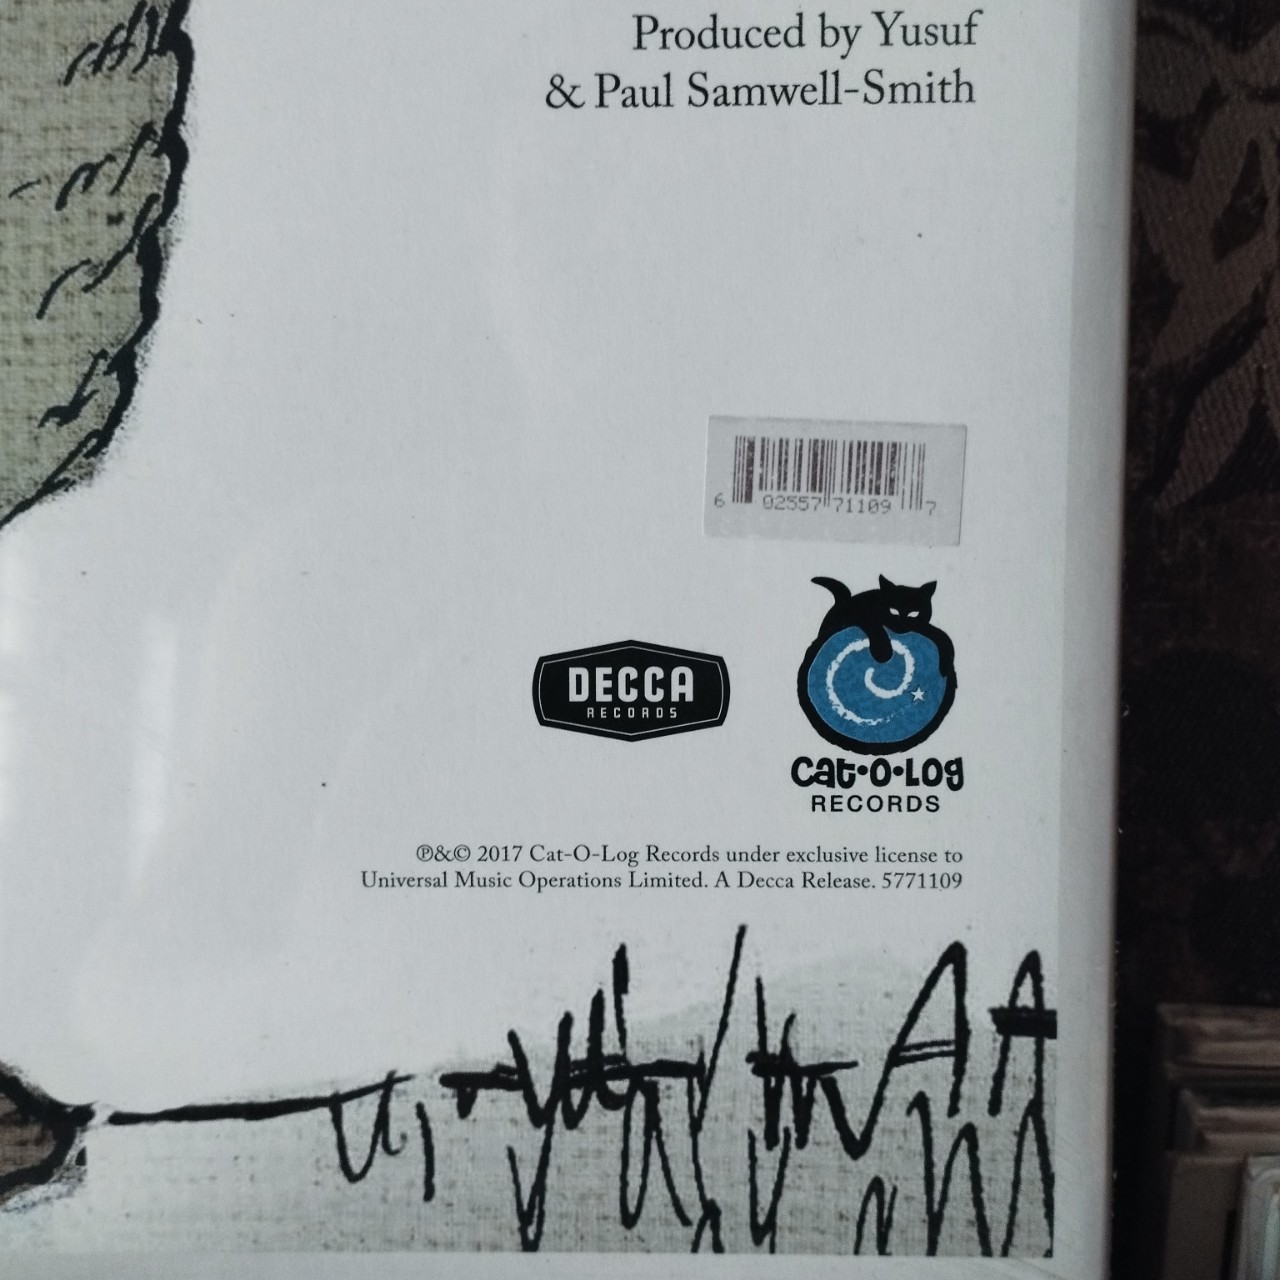 Produced by Yusuf
& Paul Samwell-Smith
6 02557 71109 7
DECCA
RECORDS
Cat•O•Log
RECORDS
℗&© 2017 Cat-O-Log Records under exclusive license to
Universal Music Operations Limited. A Decca Release. 5771109